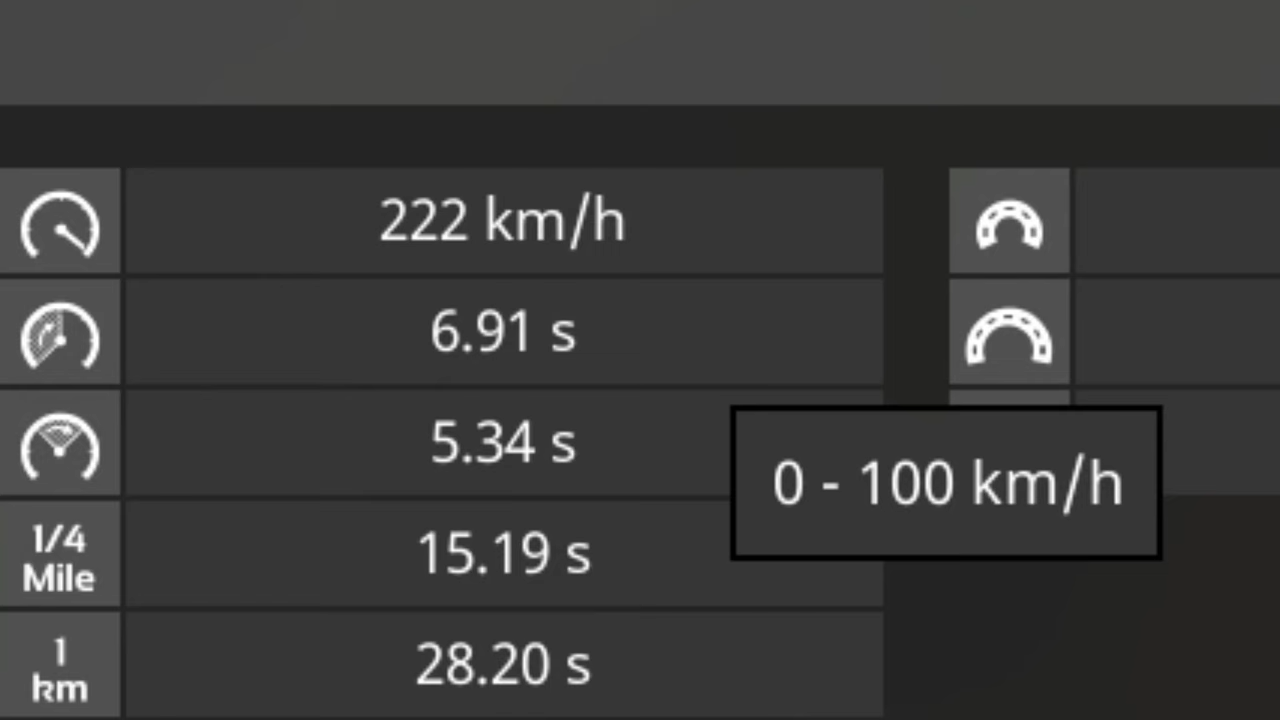 222 km/h
6.91 s
5.34 s
0 - 100 km/h
1/4
Mile
15.19 s
1
km
28.20 s